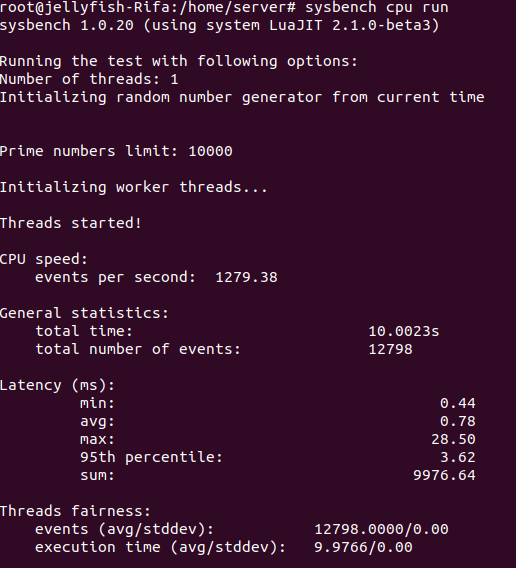 root@jellyfish-Rifa:/home/server# sysbench cpu run
sysbench 1.0.20 (using system LuaJIT 2.1.0-beta3)
Running the test with following options:
Number of threads: 1
Initializing random number generator from current time
Prime numbers limit: 10000
Initializing worker threads...
Threads started!
CPU speed:
    events per second:  1279.38
General statistics:
    total time:                          10.0023s
    total number of events:              12798
Latency (ms):
         min:                                    0.44
         avg:                                    0.78
         max:                                   28.50
         95th percentile:                        3.62
         sum:                                 9976.64
Threads fairness:
    events (avg/stddev):           12798.0000/0.00
    execution time (avg/stddev):   9.9766/0.00